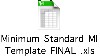 Minimum Standard MI
Template FINAL .xls